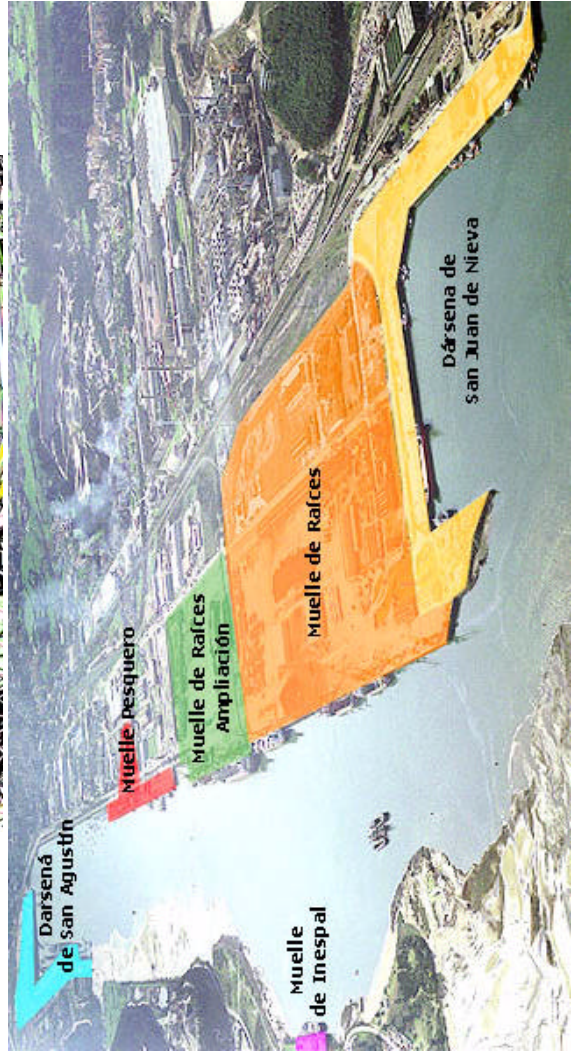 Darsená
de San Agustín
Muelle Pesquero
Muelle de Raíces
Ampliación
Muelle
de Inespal
Muelle de Raíces
Dársena de
San Juan de Nieva